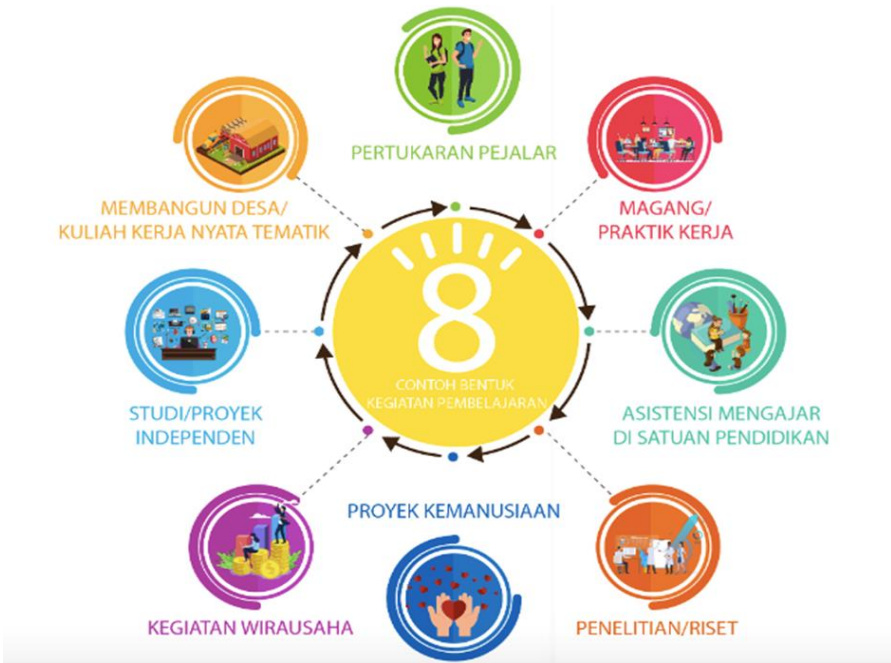 PERTUKARAN PEJALAR
MAGANG/
PRAKTIK KERJA
ASISTENSI MENGAJAR
DI SATUAN PENDIDIKAN
PENELITIAN/RISET
PROYEK KEMANUSIAAN
KEGIATAN WIRAUSAHA
STUDI/PROYEK
INDEPENDEN
MEMBANGUN DESA/
KULIAH KERJA NYATA TEMATIK
8
CONTOH BENTUK
KEGIATAN PEMBELAJARAN